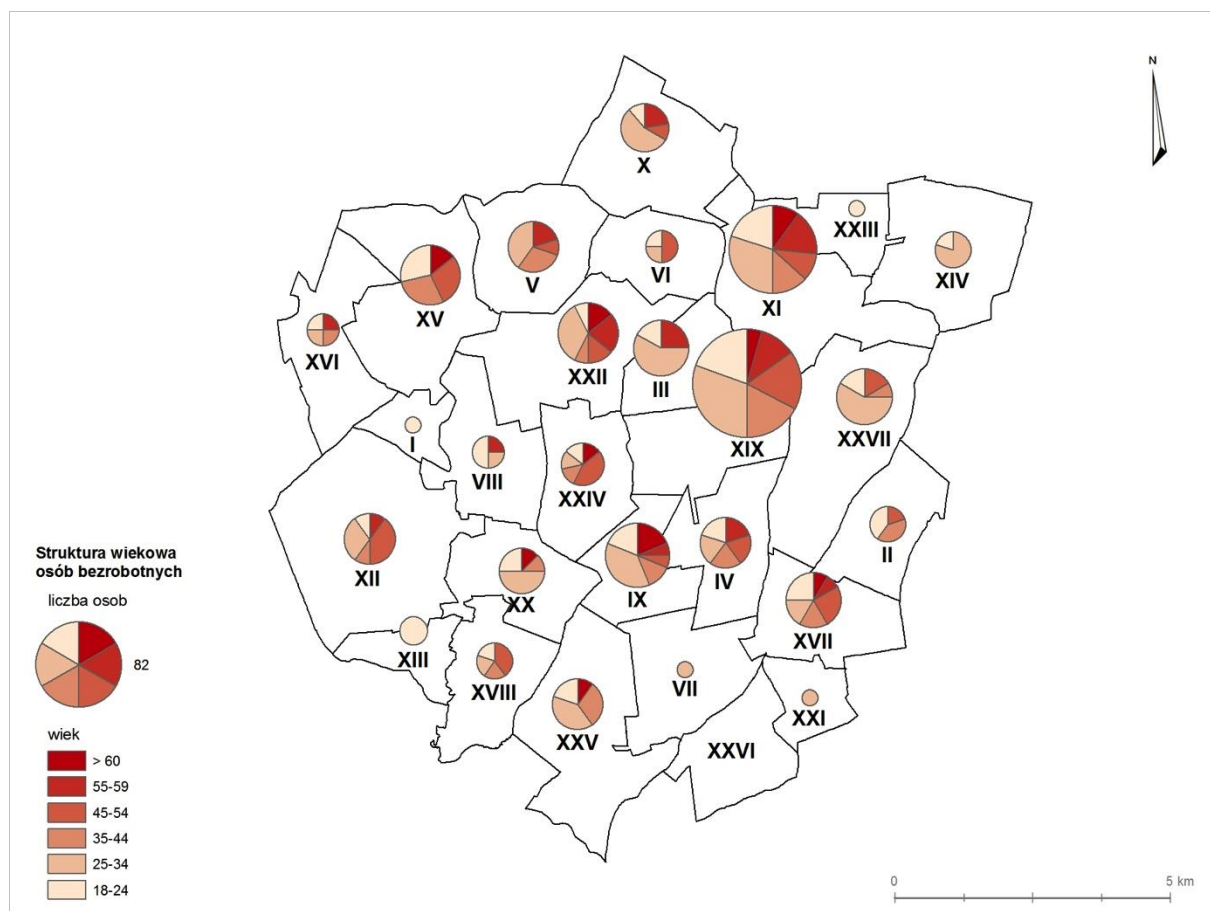 N
X
XXIII
XIV
VI
V
XI
XV
XVI
XXII
III
XIX
XXVII
I
VIII
XXIV
II
XII
XX
IX
IV
XVII
XIII
XVIII
VII
XXI
XXV
XXVI
Struktura wiekowa
osób bezrobotnych
liczba osob
82
wiek
> 60
55-59
45-54
35-44
25-34
18-24
0
5 km